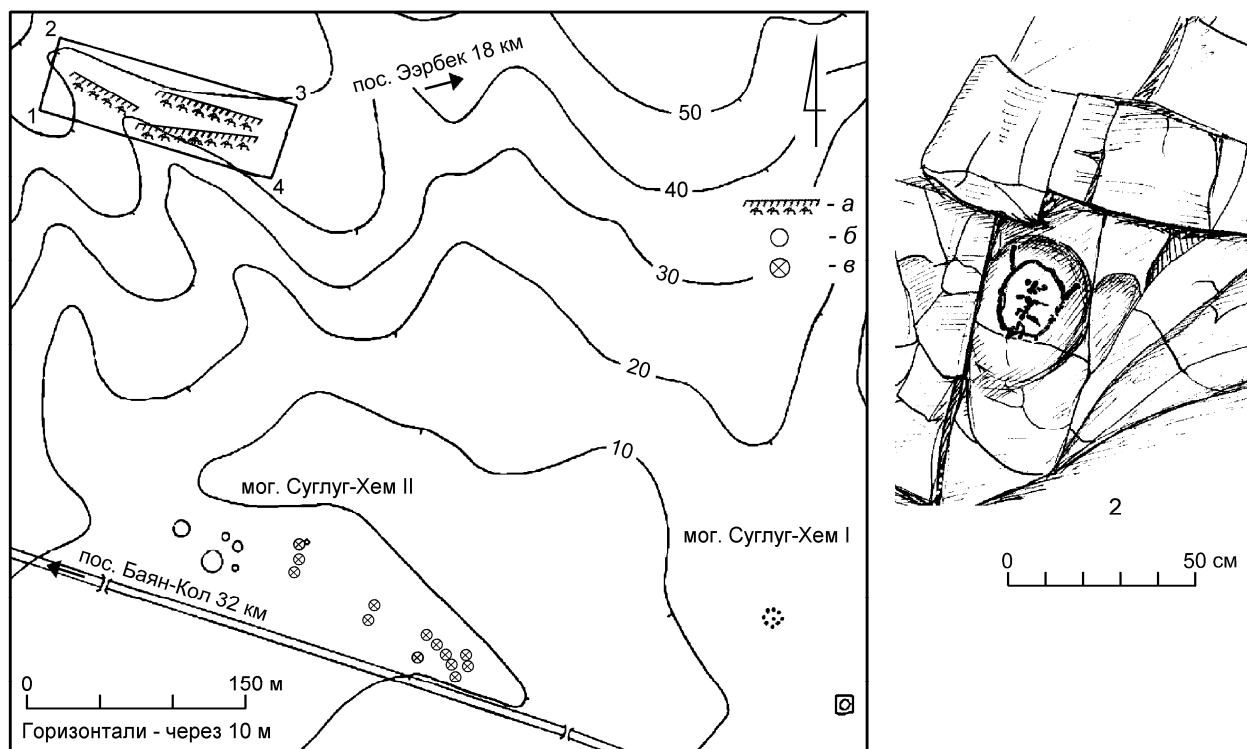 2
1
3
4
пос. Ээрбек 18 км
50
40
- а
- б
- в
30
20
10
мог. Суглуг-Хем II
мог. Суглуг-Хем I
пос. Баян-Кол 32 км
0 150 м
Горизонтали - через 10 м
2
0 50 см